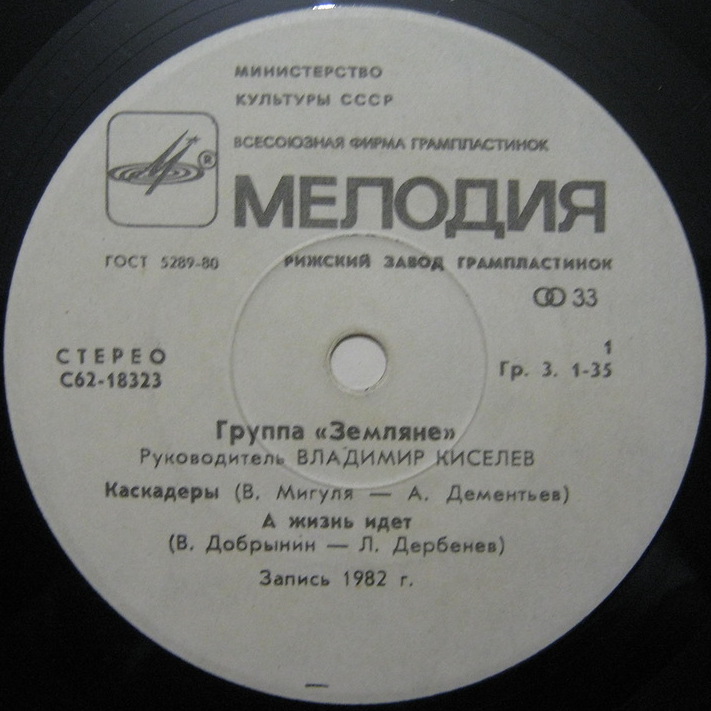 МИНИСТЕРСТВО
КУЛЬТУРЫ СССР
ВСЕСОЮЗНАЯ ФИРМА ГРАМПЛАСТИНОК
®
МЕЛОДИЯ
ГОСТ 5289-80 РИЖСКИЙ ЗАВОД ГРАМПЛАСТИНОК
33
СТЕРЕО 1
С62-18323 Гр. 3. 1-35
Группа «Земляне»
Руководитель ВЛАДИМИР КИСЕЛЕВ
Каскадеры (В. Мигуля — А. Дементьев)
А жизнь идет
(В. Добрынин — Л. Дербенев)
Запись 1982 г.